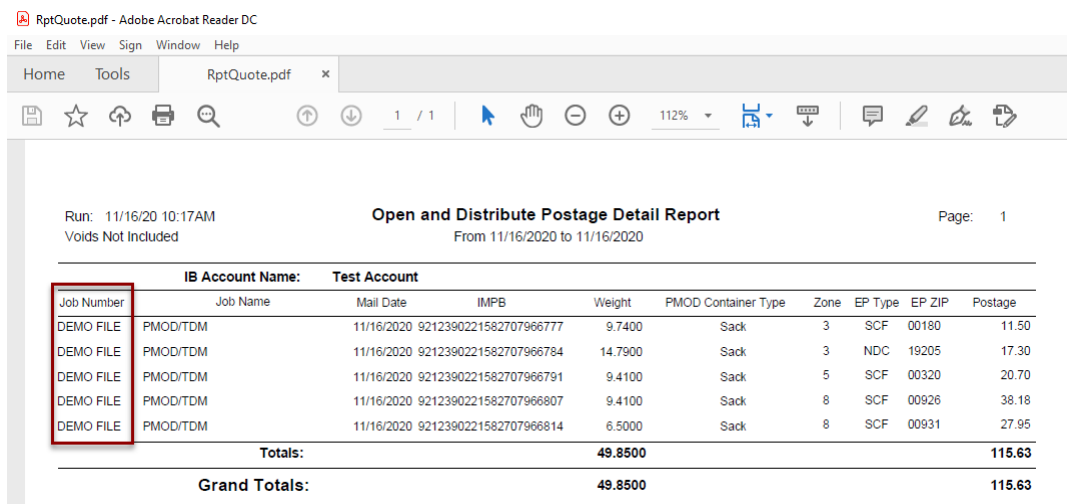 RptQuote.pdf - Adobe Acrobat Reader DC
File Edit View Sign Window Help
Home Tools RptQuote.pdf ×
1 / 1 112%
Run: 11/16/20 10:17AM Open and Distribute Postage Detail Report Page: 1
Voids Not Included From 11/16/2020 to 11/16/2020
IB Account Name: Test Account
Job Number Job Name Mail Date IMPB Weight PMOD Container Type Zone EP Type EP ZIP Postage
DEMO FILE PMOD/TDM 11/16/2020 9212390221582707966777 9.7400 Sack 3 SCF 00180 11.50
DEMO FILE PMOD/TDM 11/16/2020 9212390221582707966784 14.7900 Sack 3 NDC 19205 17.30
DEMO FILE PMOD/TDM 11/16/2020 9212390221582707966791 9.4100 Sack 5 SCF 00320 20.70
DEMO FILE PMOD/TDM 11/16/2020 9212390221582707966807 9.4100 Sack 8 SCF 00926 38.18
DEMO FILE PMOD/TDM 11/16/2020 9212390221582707966814 6.5000 Sack 8 SCF 00931 27.95
Totals: 49.8500 115.63
Grand Totals: 49.8500 115.63